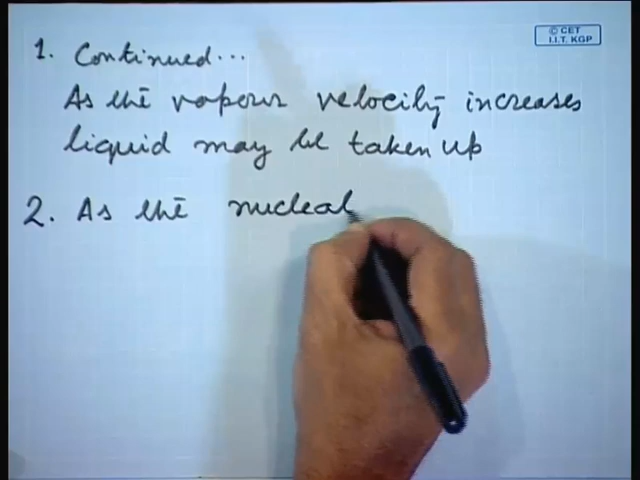 © CET
I.I.T. KGP
1. Continued...
As the vapour velocity increases
liquid may be taken up
2. As the nucleat